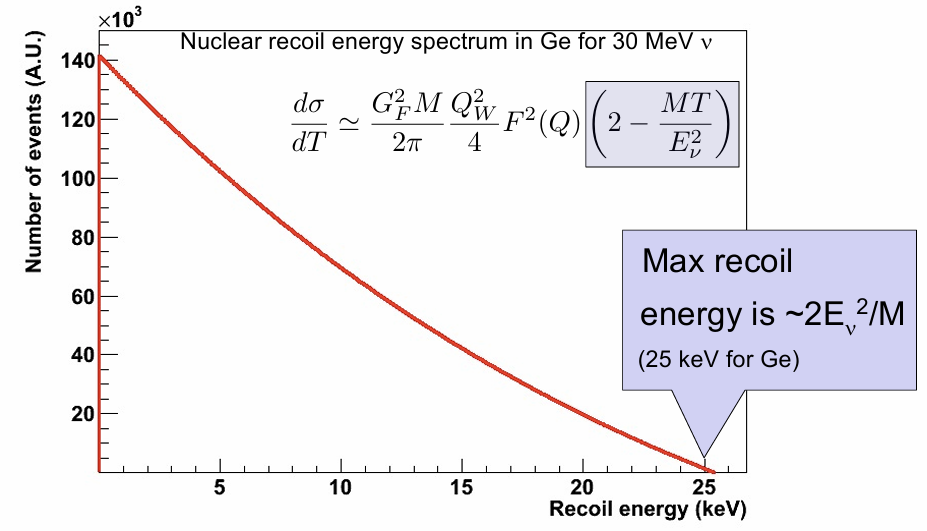 ×10³
Nuclear recoil energy spectrum in Ge for 30 MeV ν
Number of events (A.U.)
140
120
100
80
60
40
20
dσ/dT ≃ G_F² M/2π Q_W²/4 F²(Q) (2 − MT/E_ν²)
Max recoil
energy is ~2E_ν²/M
(25 keV for Ge)
5 10 15 20 25
Recoil energy (keV)